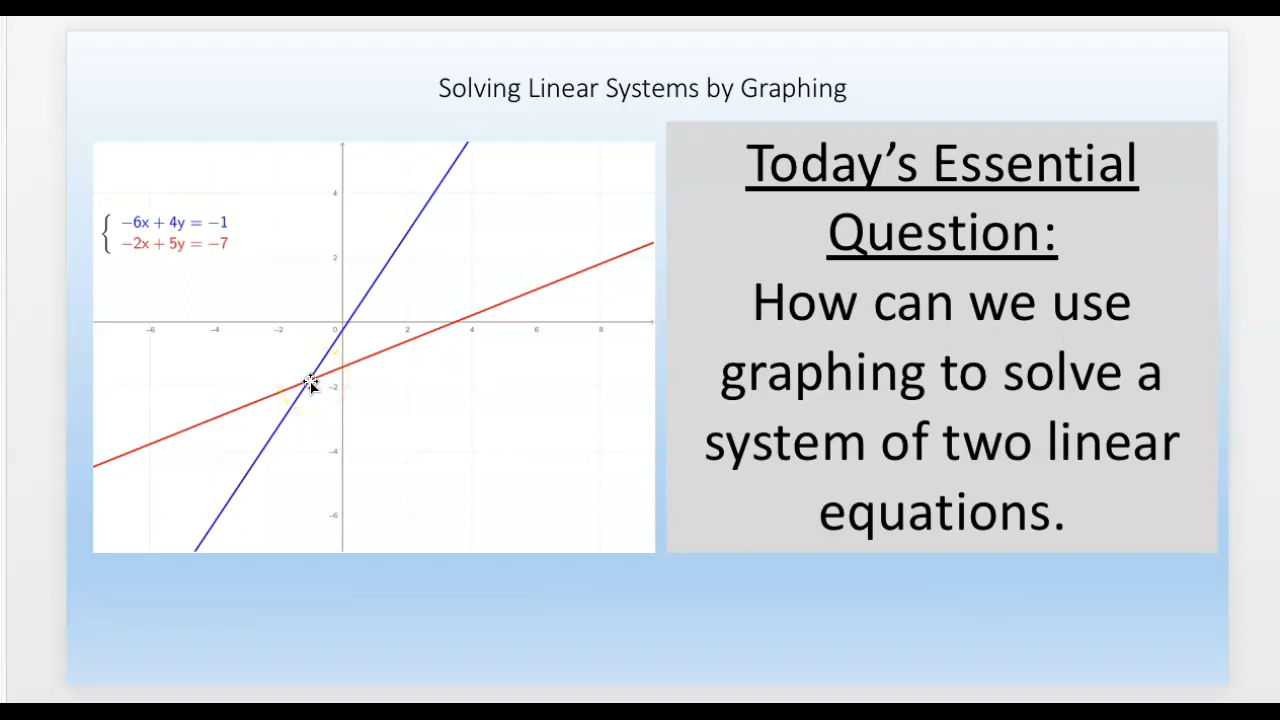 Solving Linear Systems by Graphing
−6x + 4y = −1
−2x + 5y = −7
4
2
−6
−4
−2
0
2
4
6
8
−2
−4
−6
Today’s Essential
Question:
How can we use
graphing to solve a
system of two linear
equations.